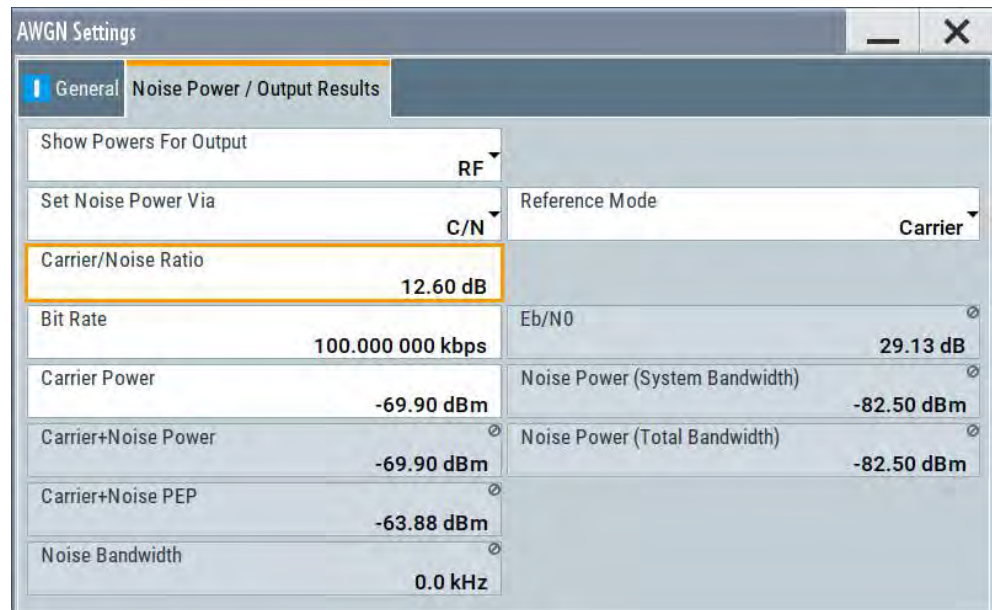 AWGN Settings
General
Noise Power / Output Results
Show Powers For Output
RF
Set Noise Power Via
C/N
Reference Mode
Carrier
Carrier/Noise Ratio
12.60 dB
Bit Rate
100.000 000 kbps
Eb/N0
29.13 dB
Carrier Power
-69.90 dBm
Noise Power (System Bandwidth)
-82.50 dBm
Carrier+Noise Power
-69.90 dBm
Noise Power (Total Bandwidth)
-82.50 dBm
Carrier+Noise PEP
-63.88 dBm
Noise Bandwidth
0.0 kHz